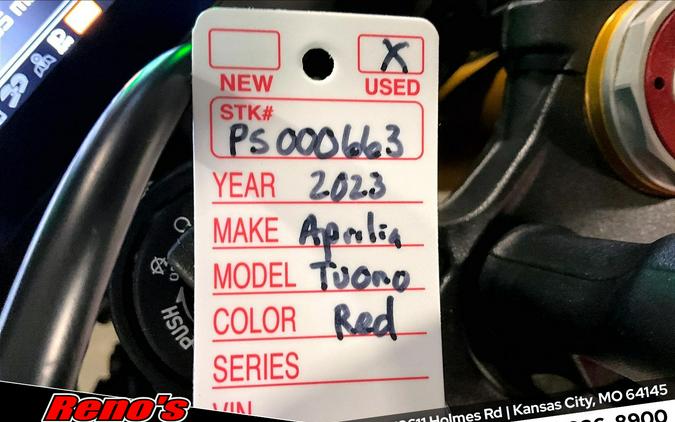 X
NEW USED
STK#
PS000663
YEAR 2023
MAKE Aprilia
MODEL Tuono
COLOR Red
SERIES
VIN
PUSH
Reno's
Holmes Rd | Kansas City, MO 64145
8900